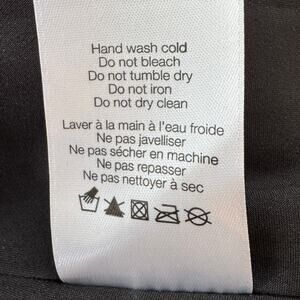 Hand wash cold
Do not bleach
Do not tumble dry
Do not iron
Do not dry clean
Laver à la main à l'eau froide
Ne pas javelliser
Ne pas sécher en machine
Ne pas repasser
Ne pas nettoyer à sec